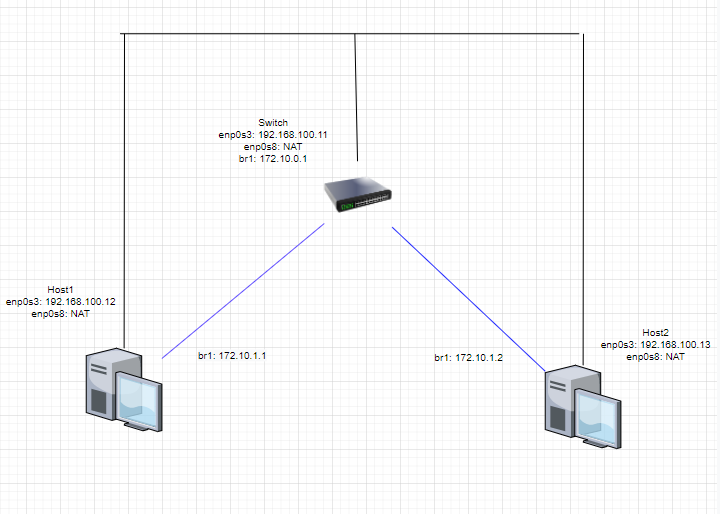 Switch
enp0s3: 192.168.100.11
enp0s8: NAT
br1: 172.10.0.1
Host1
enp0s3: 192.168.100.12
enp0s8: NAT
Host2
enp0s3: 192.168.100.13
enp0s8: NAT
br1: 172.10.1.1
br1: 172.10.1.2